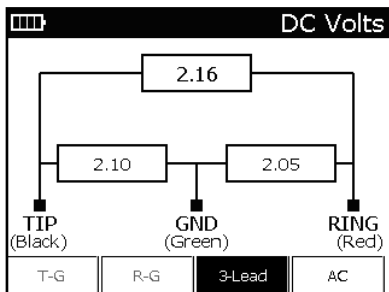 DC Volts
2.16
2.10 2.05
TIP GND RING
(Black) (Green) (Red)
T-G R-G 3-Lead AC